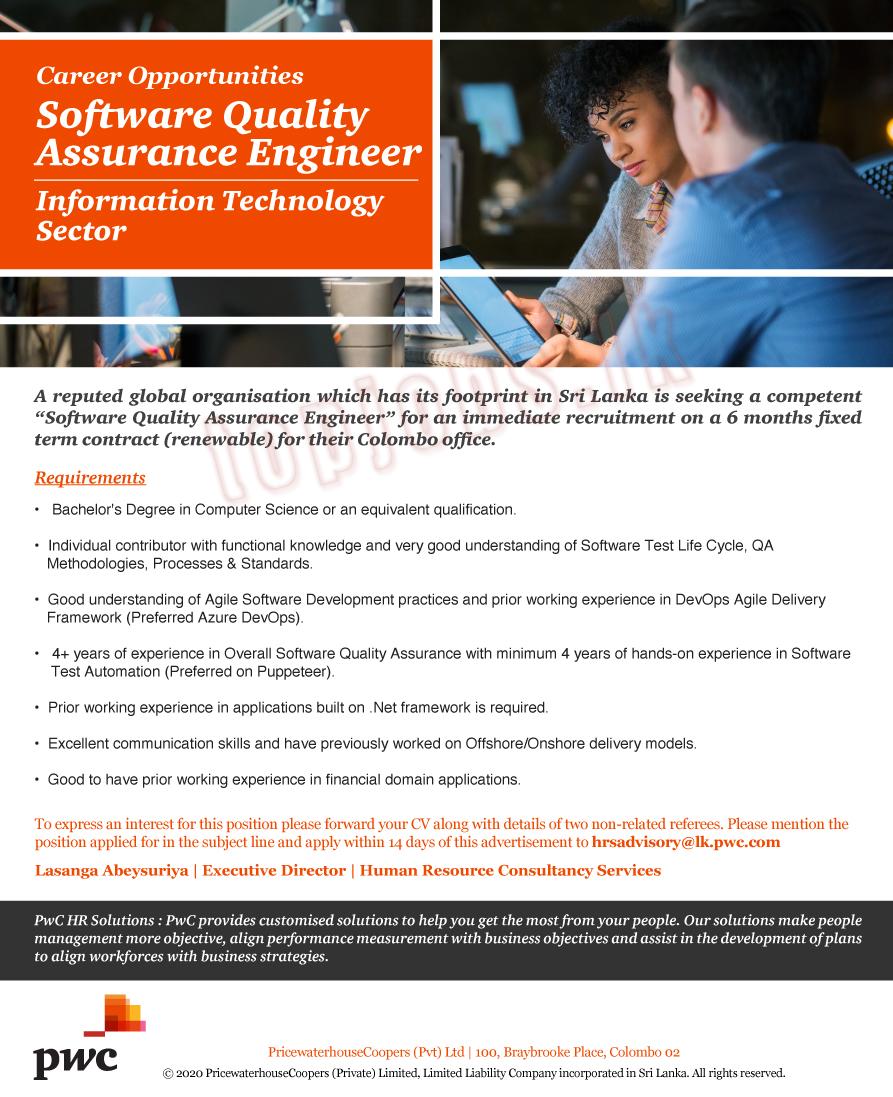 Career Opportunities
Software Quality
Assurance Engineer
Information Technology
Sector
A reputed global organisation which has its footprint in Sri Lanka is seeking a competent
“Software Quality Assurance Engineer” for an immediate recruitment on a 6 months fixed
term contract (renewable) for their Colombo office.
topjobs.lk
Requirements
• Bachelor's Degree in Computer Science or an equivalent qualification.
• Individual contributor with functional knowledge and very good understanding of Software Test Life Cycle, QA
Methodologies, Processes & Standards.
• Good understanding of Agile Software Development practices and prior working experience in DevOps Agile Delivery
Framework (Preferred Azure DevOps).
• 4+ years of experience in Overall Software Quality Assurance with minimum 4 years of hands-on experience in Software
Test Automation (Preferred on Puppeteer).
• Prior working experience in applications built on .Net framework is required.
• Excellent communication skills and have previously worked on Offshore/Onshore delivery models.
• Good to have prior working experience in financial domain applications.
To express an interest for this position please forward your CV along with details of two non-related referees. Please mention the
position applied for in the subject line and apply within 14 days of this advertisement to hrsadvisory@lk.pwc.com
Lasanga Abeysuriya | Executive Director | Human Resource Consultancy Services
PwC HR Solutions : PwC provides customised solutions to help you get the most from your people. Our solutions make people
management more objective, align performance measurement with business objectives and assist in the development of plans
to align workforces with business strategies.
pwc
PricewaterhouseCoopers (Pvt) Ltd | 100, Braybrooke Place, Colombo 02
© 2020 PricewaterhouseCoopers (Private) Limited, Limited Liability Company incorporated in Sri Lanka. All rights reserved.